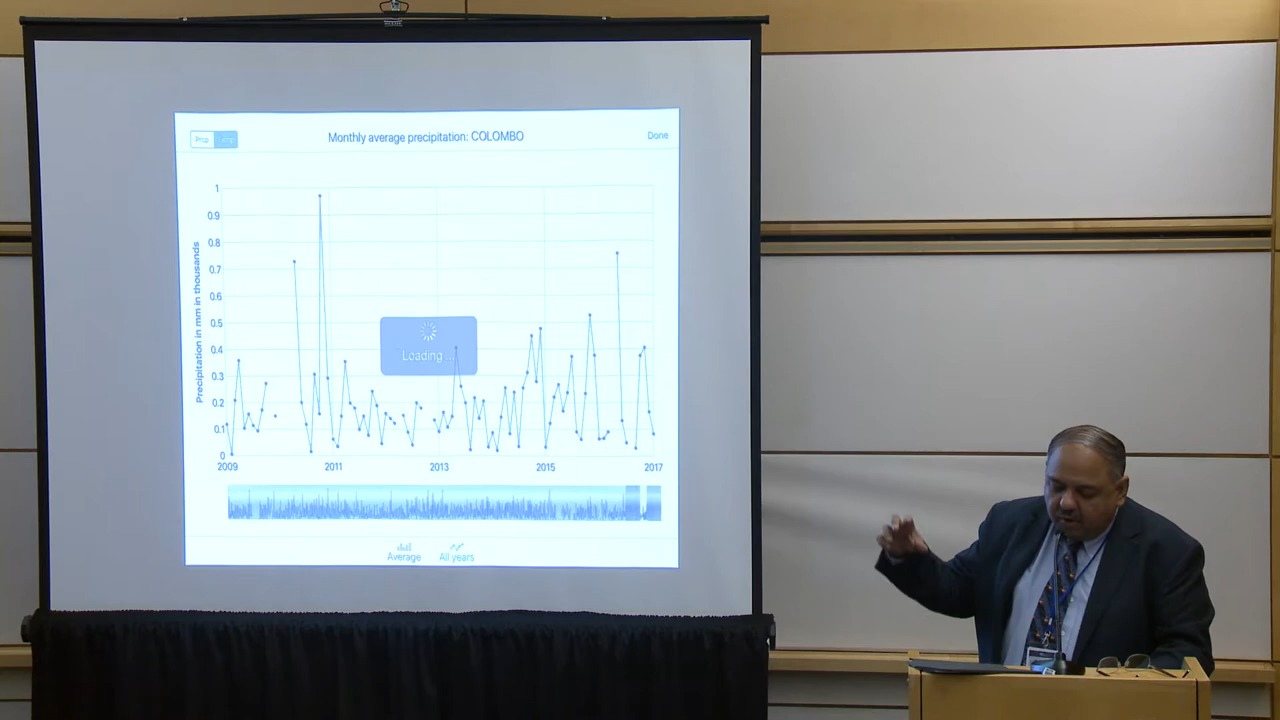 Monthly average precipitation: COLOMBO
Done
Precipitation in mm in thousands
1
0.9
0.8
0.7
0.6
0.5
0.4
0.3
0.2
0.1
0
2009 2011 2013 2015 2017
Loading ...
Average All years